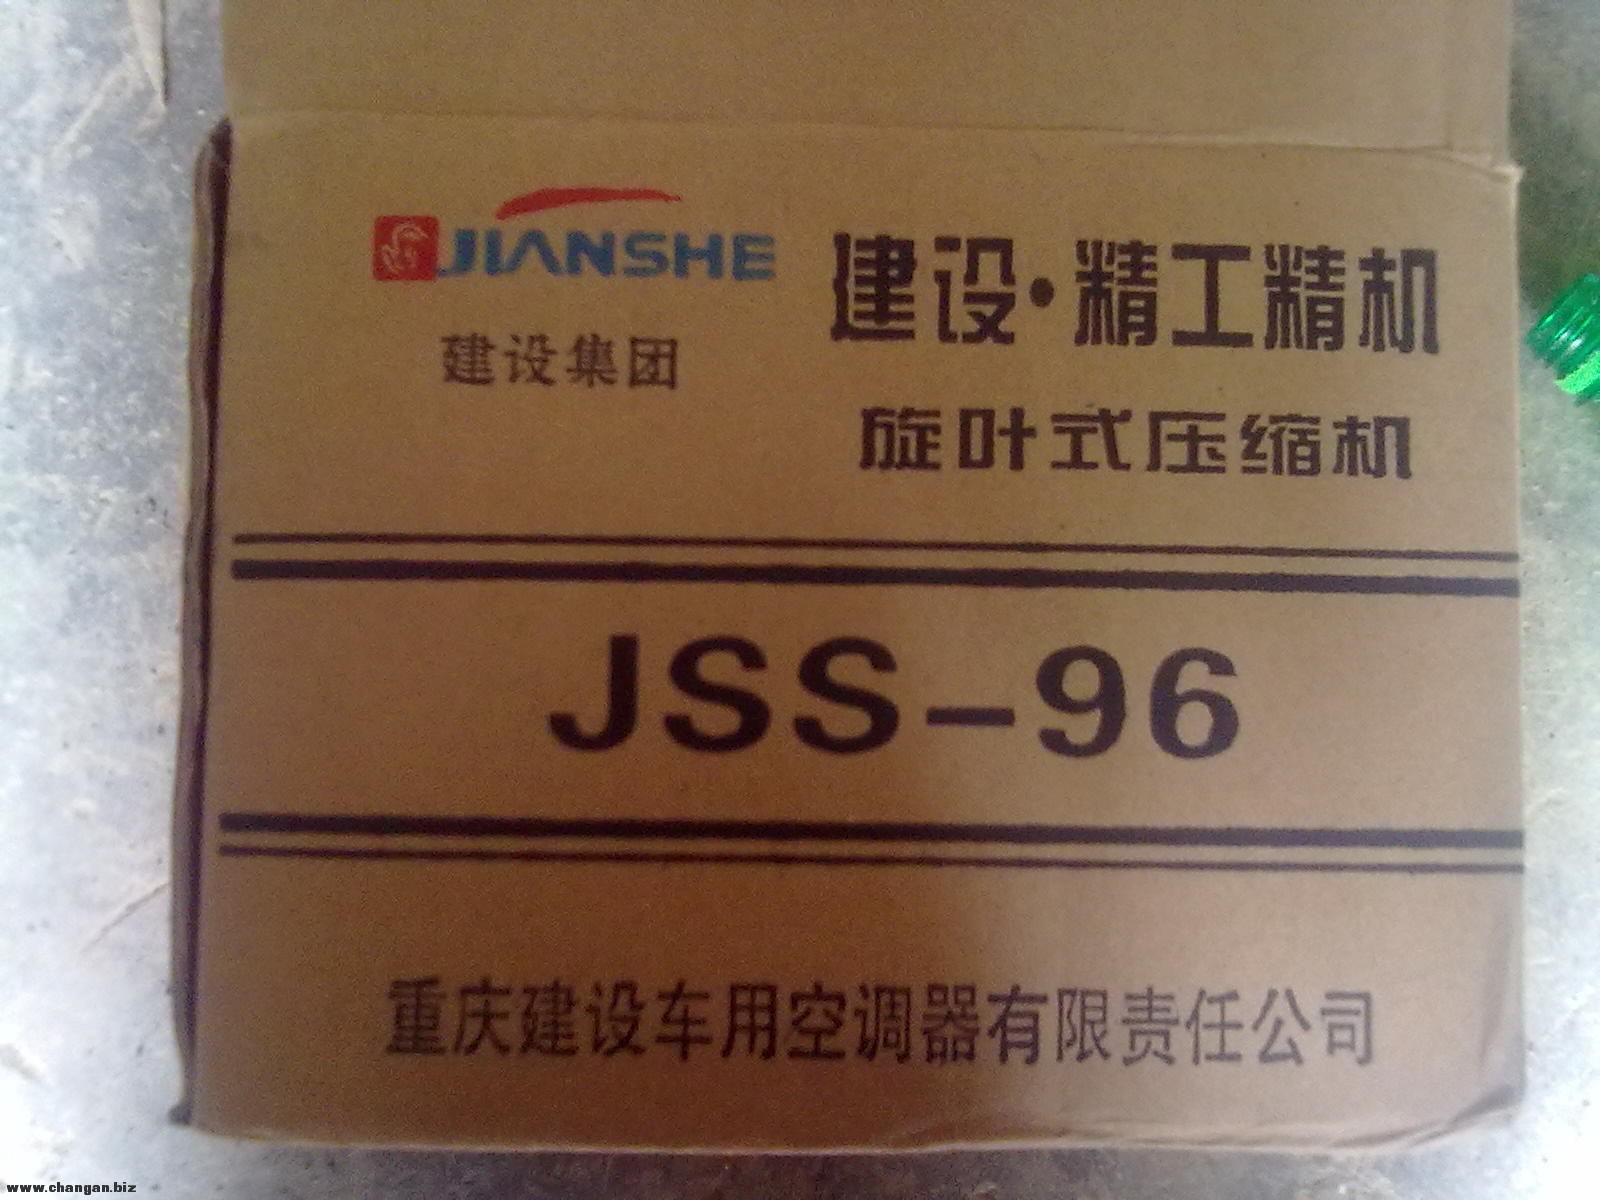 JIANSHE
建设集团
建设·精工精机
旋叶式压缩机
JSS-96
重庆建设车用空调器有限责任公司
www.changan.biz